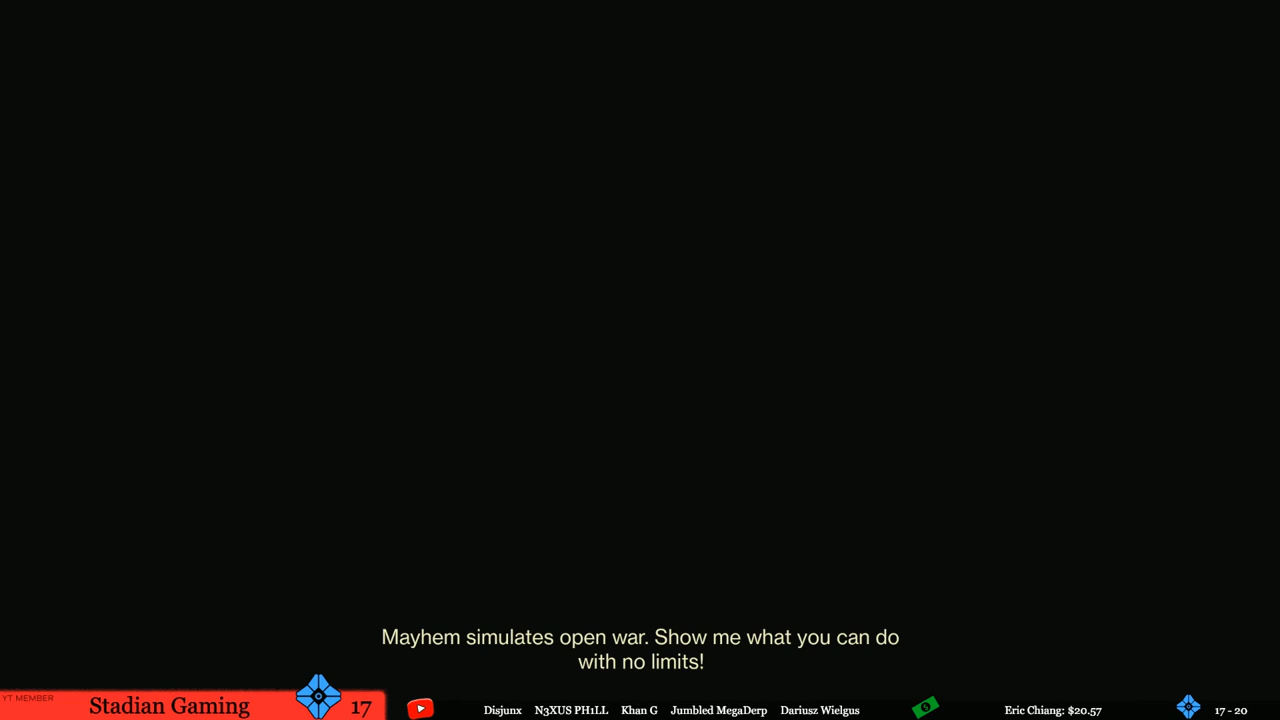 Mayhem simulates open war. Show me what you can do
with no limits!
YT MEMBER
Stadian Gaming 17 Disjunx N3XUS PH1LL Khan G Jumbled MegaDerp Dariusz Wielgus Eric Chiang: $20.57 17 - 20